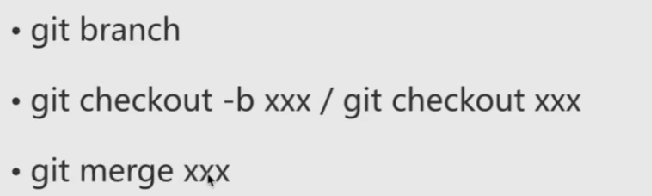 • git branch
• git checkout -b xxx / git checkout xxx
• git merge xxx